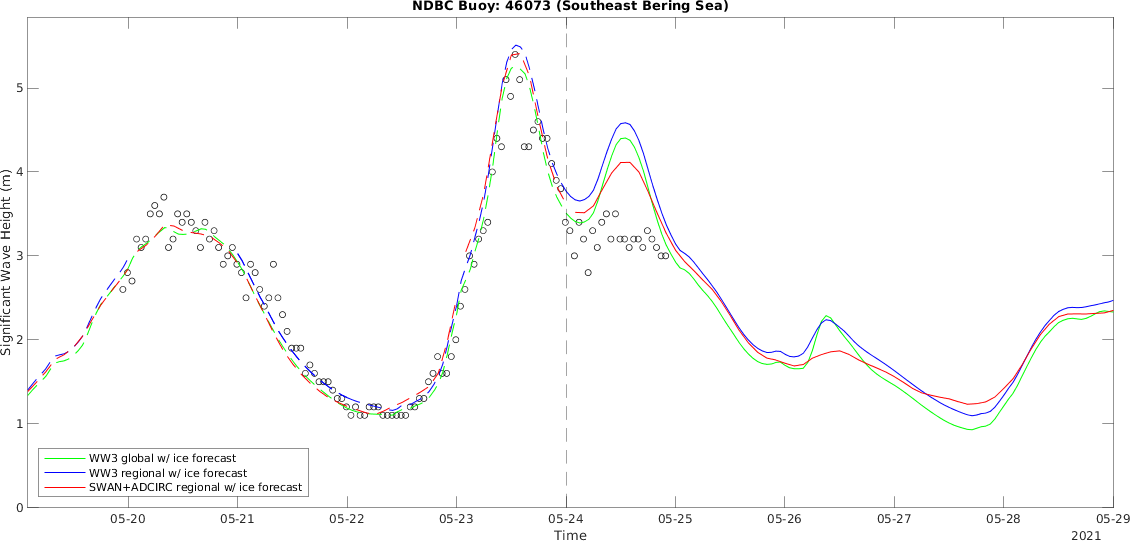 NDBC Buoy: 46073 (Southeast Bering Sea)
Significant Wave Height (m)
5
4
3
2
1
0
WW3 global w/ ice forecast
WW3 regional w/ ice forecast
SWAN+ADCIRC regional w/ ice forecast
05-20 05-21 05-22 05-23 05-24 05-25 05-26 05-27 05-28 05-29
Time
2021